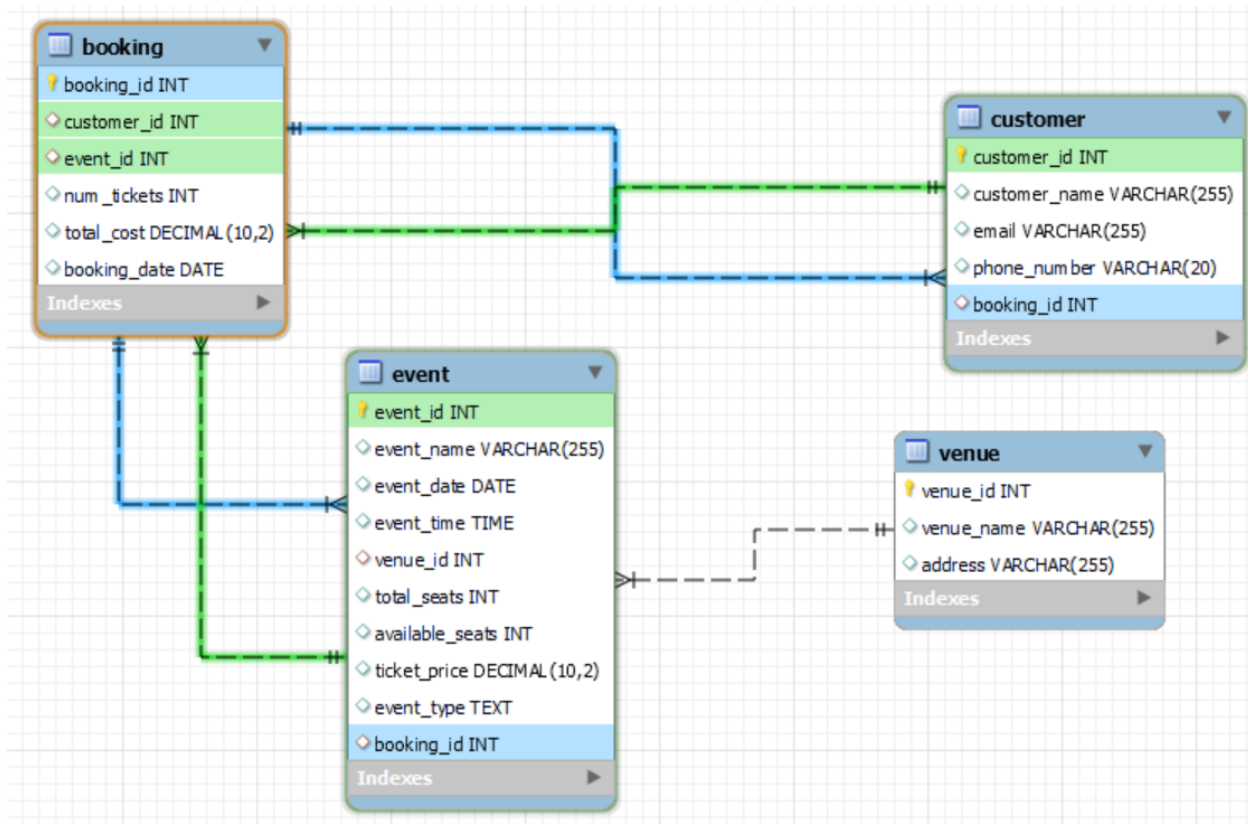 booking
booking_id INT
customer_id INT
event_id INT
num _tickets INT
total_cost DECIMAL(10,2)
booking_date DATE
Indexes
customer
customer_id INT
customer_name VARCHAR(255)
email VARCHAR(255)
phone_number VARCHAR(20)
booking_id INT
Indexes
event
event_id INT
event_name VARCHAR(255)
event_date DATE
event_time TIME
venue_id INT
total_seats INT
available_seats INT
ticket_price DECIMAL(10,2)
event_type TEXT
booking_id INT
Indexes
venue
venue_id INT
venue_name VARCHAR(255)
address VARCHAR(255)
Indexes